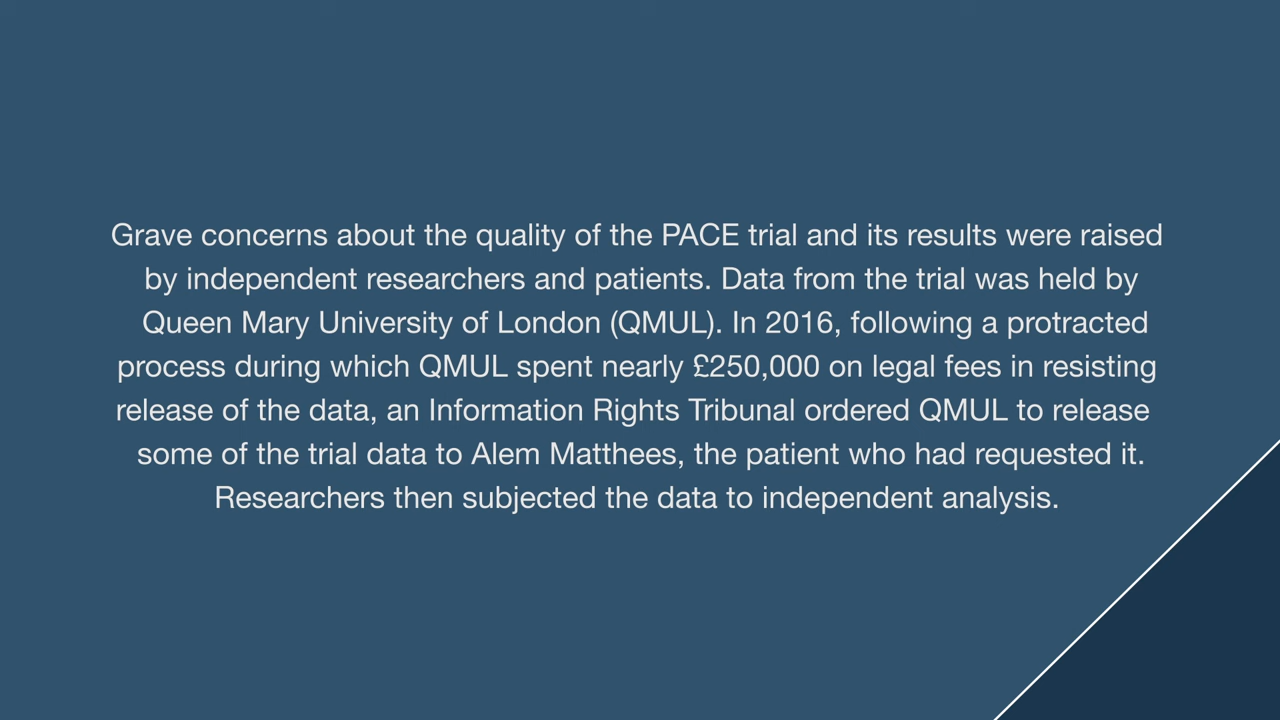 Grave concerns about the quality of the PACE trial and its results were raised
by independent researchers and patients. Data from the trial was held by
Queen Mary University of London (QMUL). In 2016, following a protracted
process during which QMUL spent nearly £250,000 on legal fees in resisting
release of the data, an Information Rights Tribunal ordered QMUL to release
some of the trial data to Alem Matthees, the patient who had requested it.
Researchers then subjected the data to independent analysis.